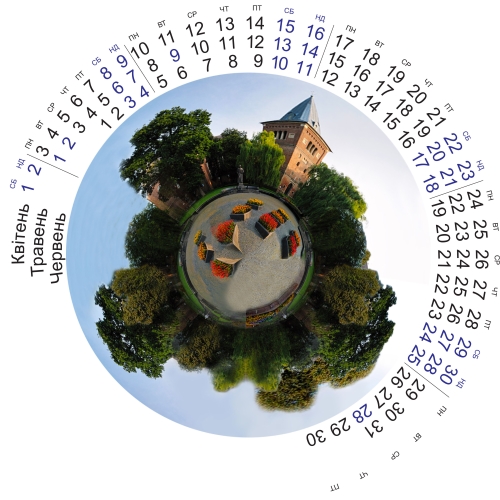 СБ НД ПН ВТ СР ЧТ ПТ СБ НД ПН ВТ СР ЧТ ПТ СБ НД ПН ВТ СР ЧТ ПТ СБ НД ПН ВТ СР ЧТ ПТ СБ НД ПН ВТ СР ЧТ ПТ
Квітень 1 2 3 4 5 6 7 8 9 10 11 12 13 14 15 16 17 18 19 20 21 22 23 24 25 26 27 28 29 30
Травень 1 2 3 4 5 6 7 8 9 10 11 12 13 14 15 16 17 18 19 20 21 22 23 24 25 26 27 28 29 30 31
Червень 1 2 3 4 5 6 7 8 9 10 11 12 13 14 15 16 17 18 19 20 21 22 23 24 25 26 27 28 29 30